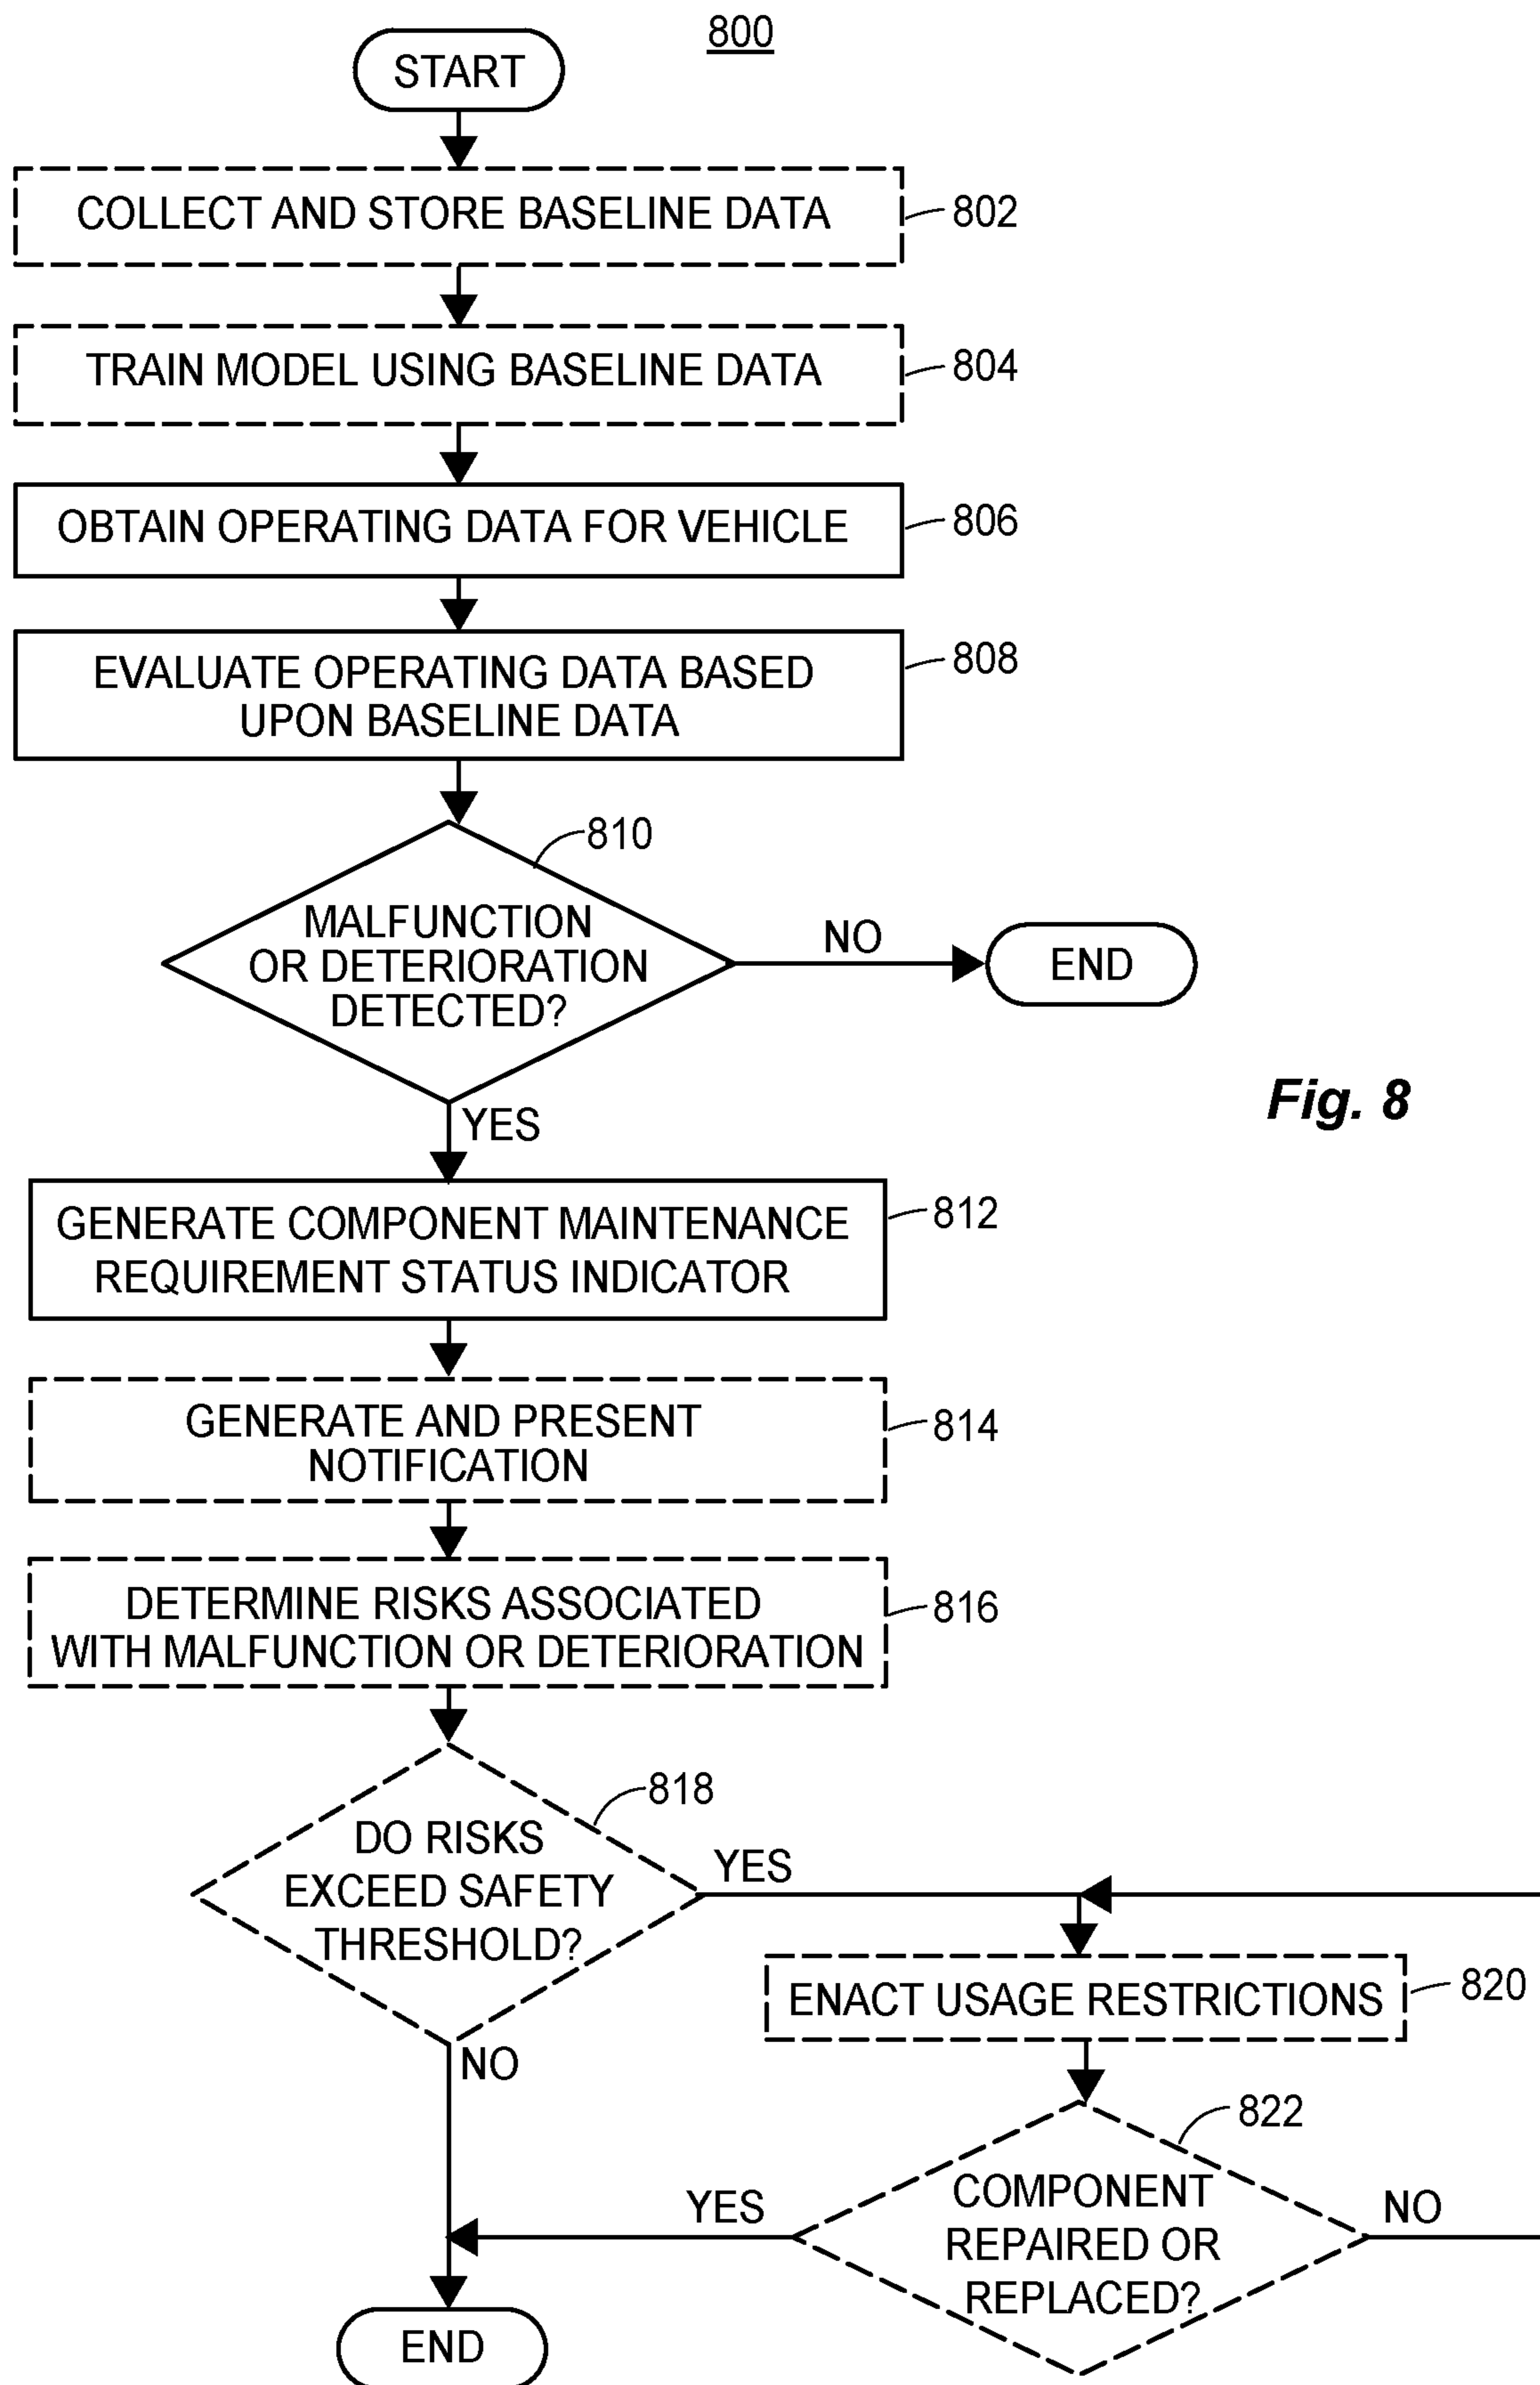 800
START
COLLECT AND STORE BASELINE DATA
802
TRAIN MODEL USING BASELINE DATA
804
OBTAIN OPERATING DATA FOR VEHICLE
806
EVALUATE OPERATING DATA BASED
UPON BASELINE DATA
808
810
MALFUNCTION
OR DETERIORATION
DETECTED?
NO
END
Fig. 8
YES
GENERATE COMPONENT MAINTENANCE
REQUIREMENT STATUS INDICATOR
812
GENERATE AND PRESENT
NOTIFICATION
814
DETERMINE RISKS ASSOCIATED
WITH MALFUNCTION OR DETERIORATION
816
818
DO RISKS
EXCEED SAFETY
THRESHOLD?
YES
NO
ENACT USAGE RESTRICTIONS
820
822
COMPONENT
REPAIRED OR
REPLACED?
YES
NO
END